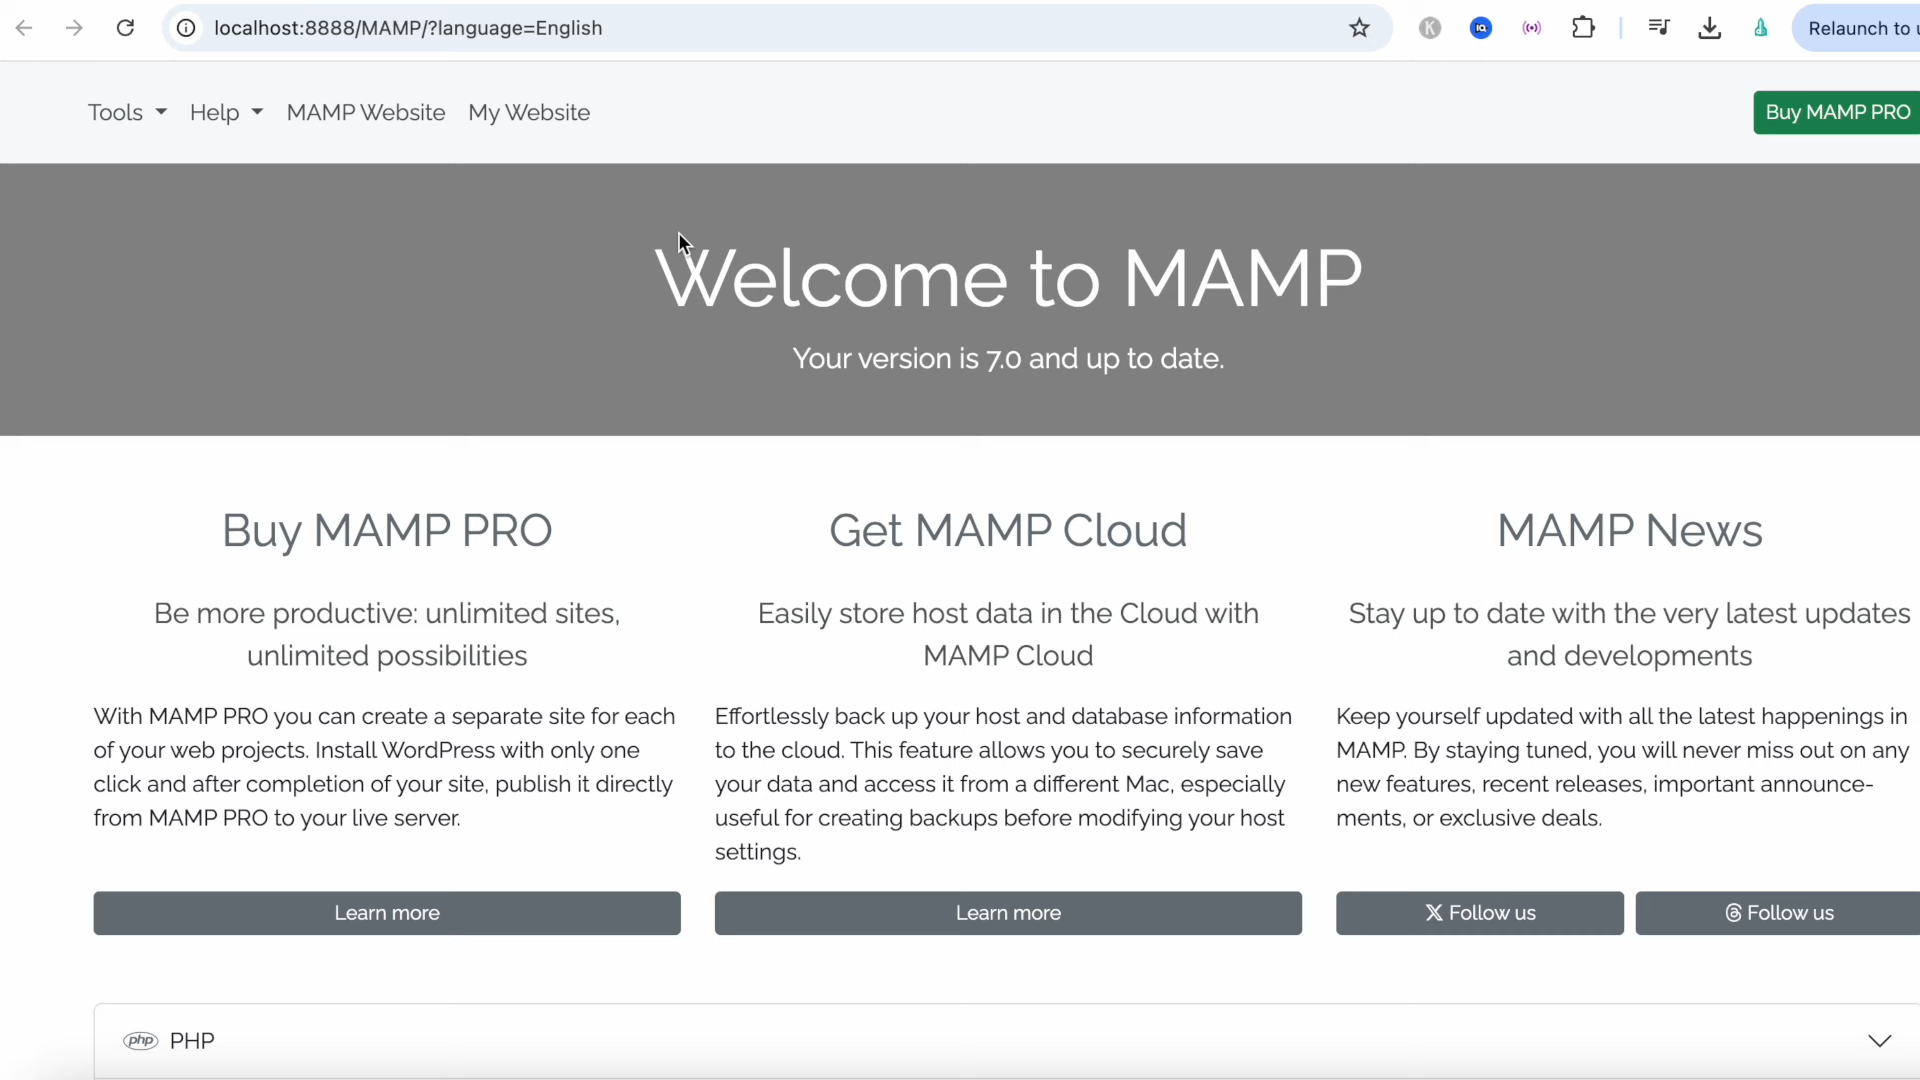 localhost:8888/MAMP/?language=English
Relaunch to u
Tools Help MAMP Website My Website
Buy MAMP PRO
Welcome to MAMP
Your version is 7.0 and up to date.
Buy MAMP PRO
Be more productive: unlimited sites,
unlimited possibilities
With MAMP PRO you can create a separate site for each
of your web projects. Install WordPress with only one
click and after completion of your site, publish it directly
from MAMP PRO to your live server.
Learn more
Get MAMP Cloud
Easily store host data in the Cloud with
MAMP Cloud
Effortlessly back up your host and database information
to the cloud. This feature allows you to securely save
your data and access it from a different Mac, especially
useful for creating backups before modifying your host
settings.
Learn more
MAMP News
Stay up to date with the very latest updates
and developments
Keep yourself updated with all the latest happenings in
MAMP. By staying tuned, you will never miss out on any
new features, recent releases, important announce-
ments, or exclusive deals.
X Follow us
Follow us
php PHP